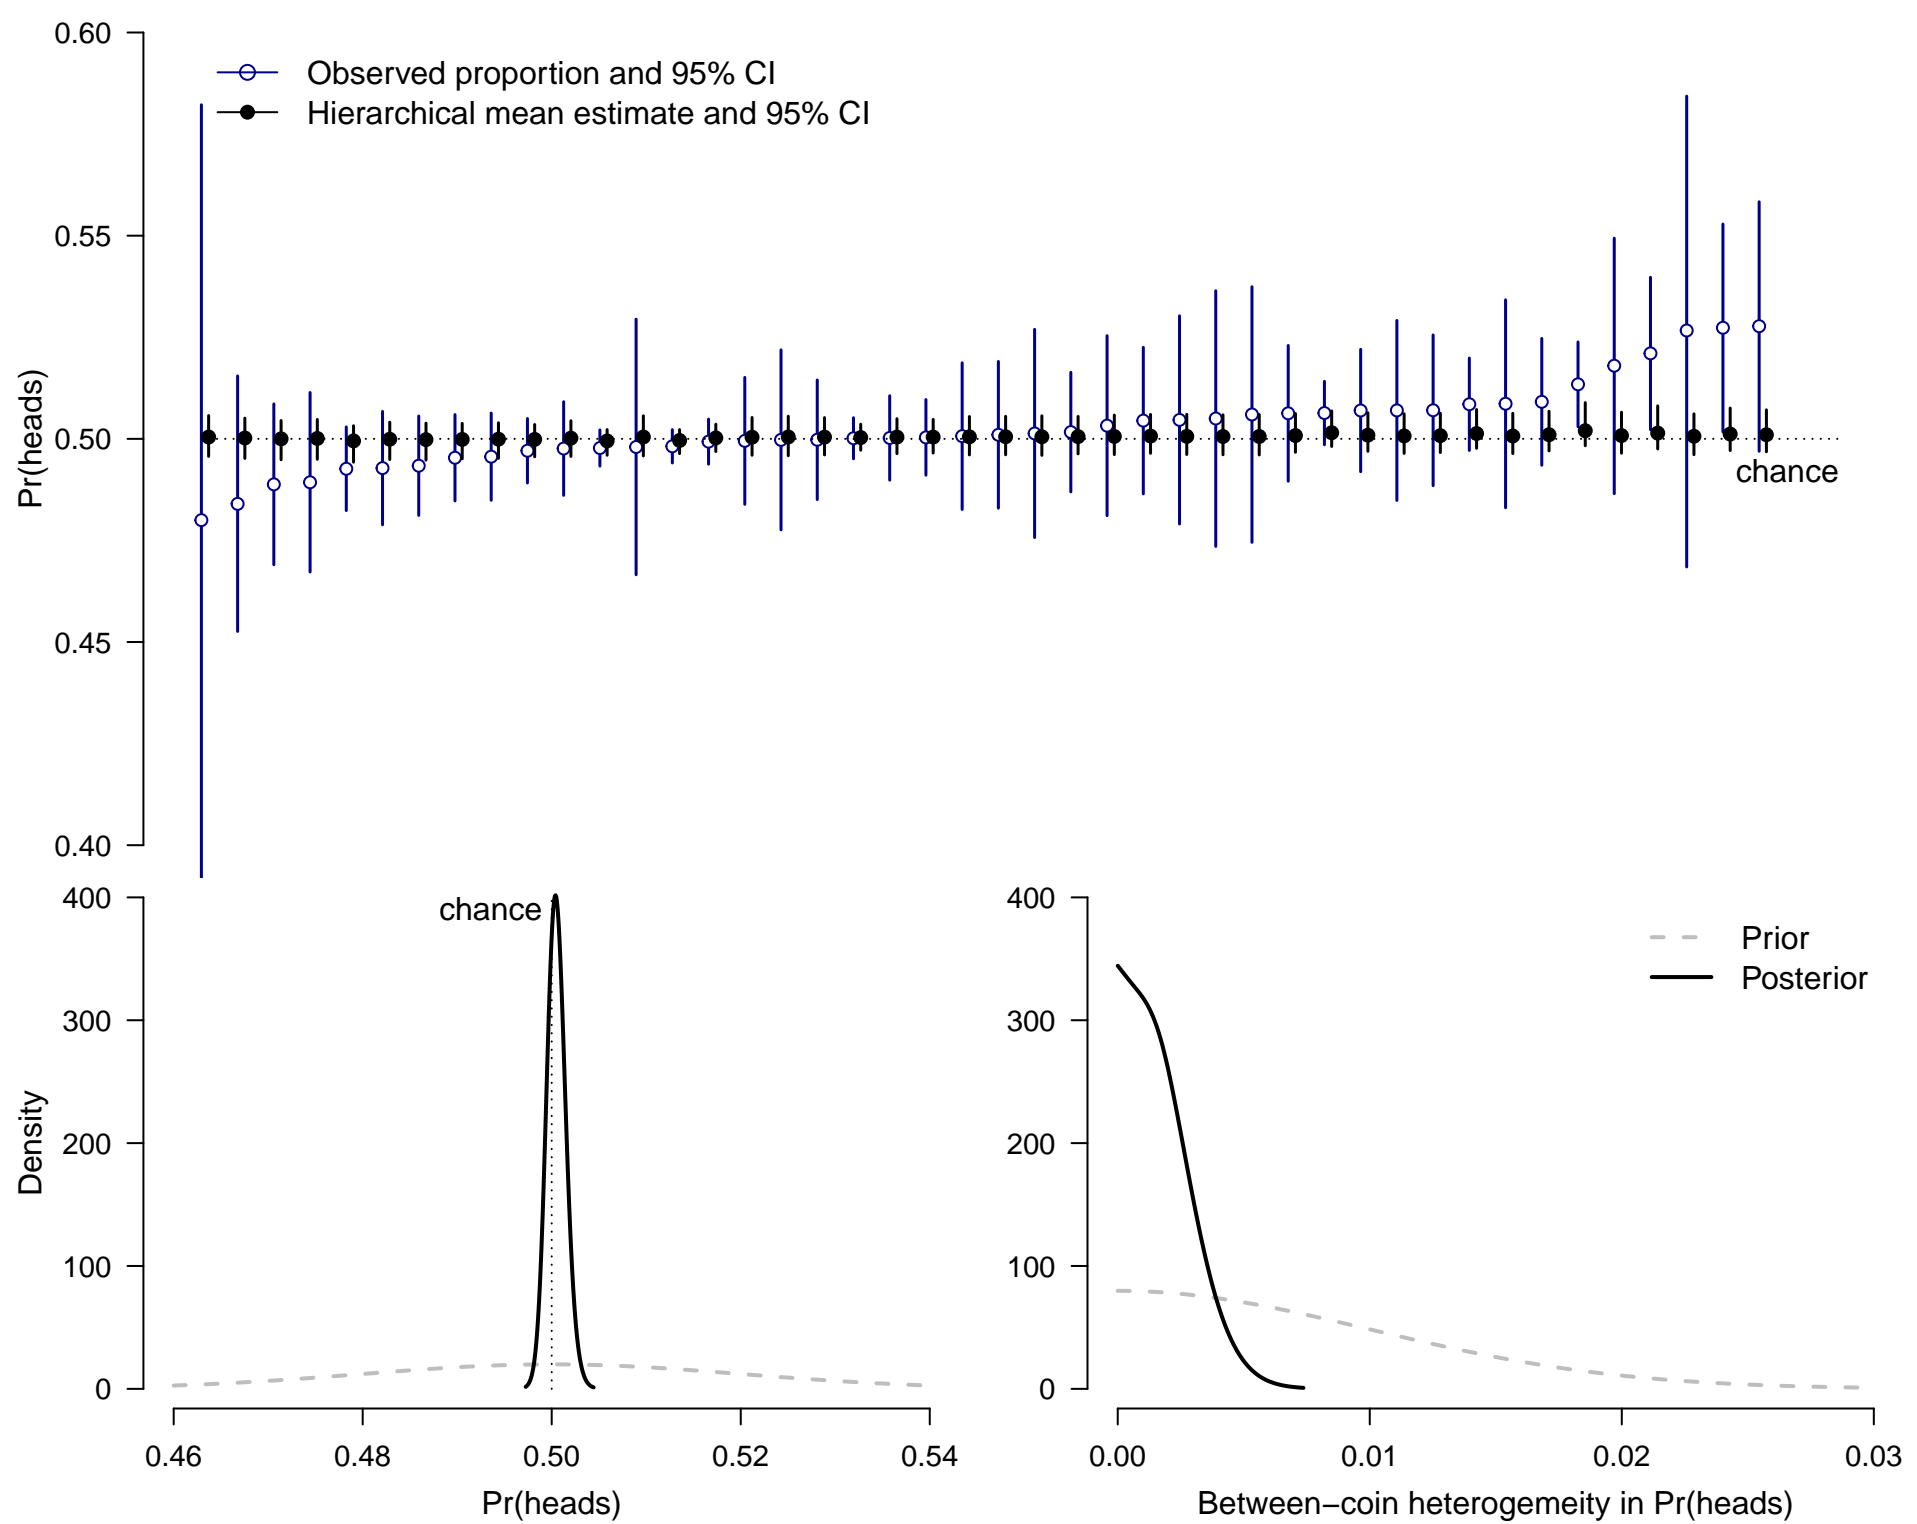 0.60
0.55
0.50
0.45
0.40
Pr(heads)
Observed proportion and 95% CI
Hierarchical mean estimate and 95% CI
chance
400
300
200
100
0
Density
chance
0.46 0.48 0.50 0.52 0.54
Pr(heads)
400
300
200
100
0
Prior
Posterior
0.00 0.01 0.02 0.03
Between−coin heterogemeity in Pr(heads)